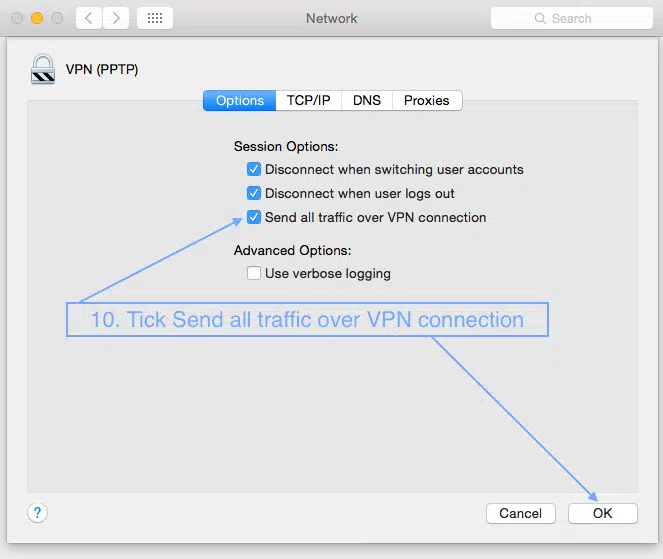 Network
Search
VPN (PPTP)
Options TCP/IP DNS Proxies
Session Options:
Disconnect when switching user accounts
Disconnect when user logs out
Send all traffic over VPN connection
Advanced Options:
Use verbose logging
10. Tick Send all traffic over VPN connection
?
Cancel
OK